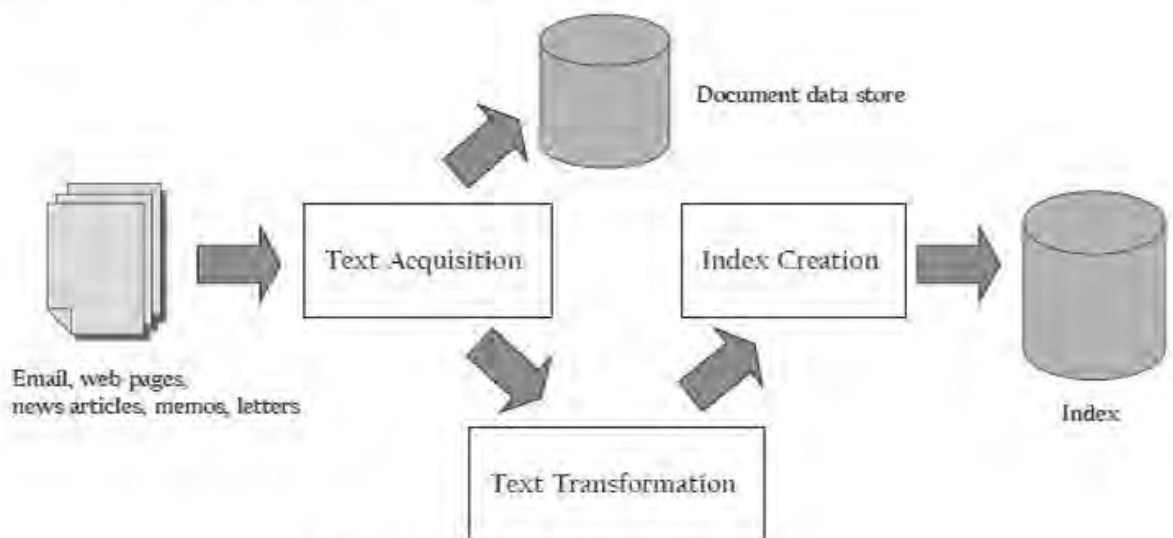 Document data store
Text Acquisition
Index Creation
Email, web pages,
news articles, memos, letters
Index
Text Transformation